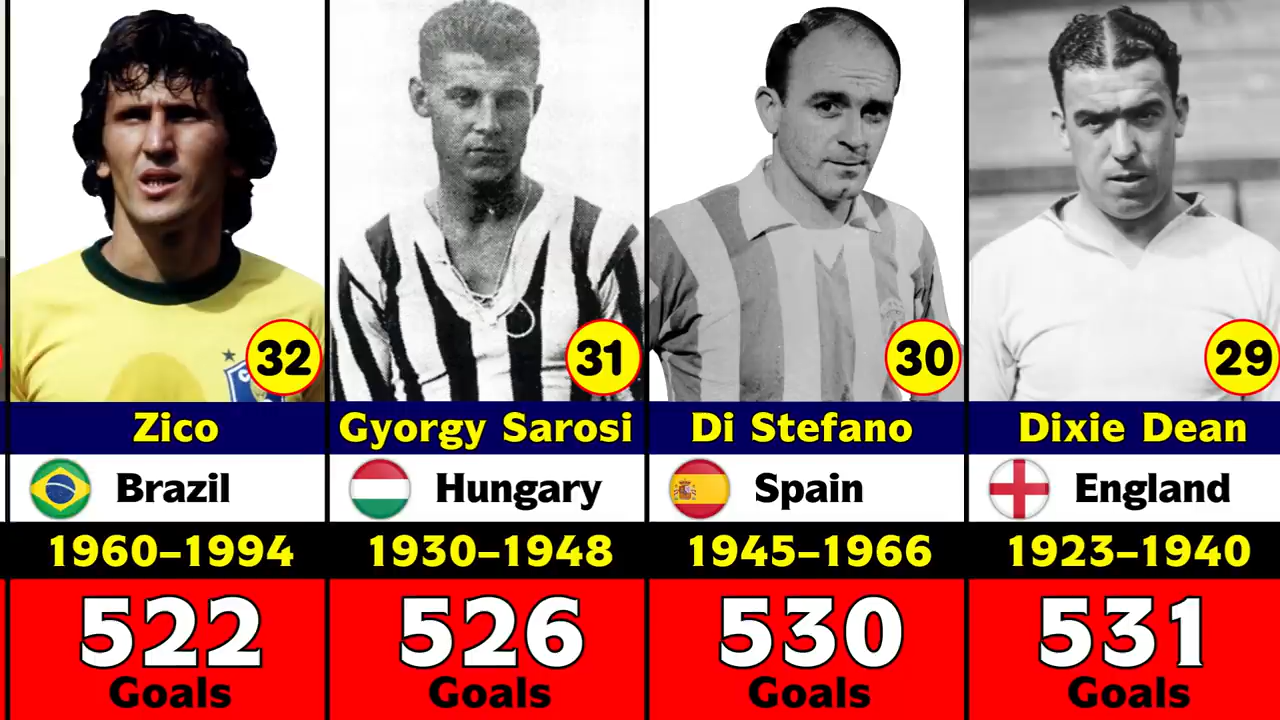 32
Zico
Brazil
1960–1994
522
Goals
31
Gyorgy Sarosi
Hungary
1930–1948
526
Goals
30
Di Stefano
Spain
1945–1966
530
Goals
29
Dixie Dean
England
1923–1940
531
Goals